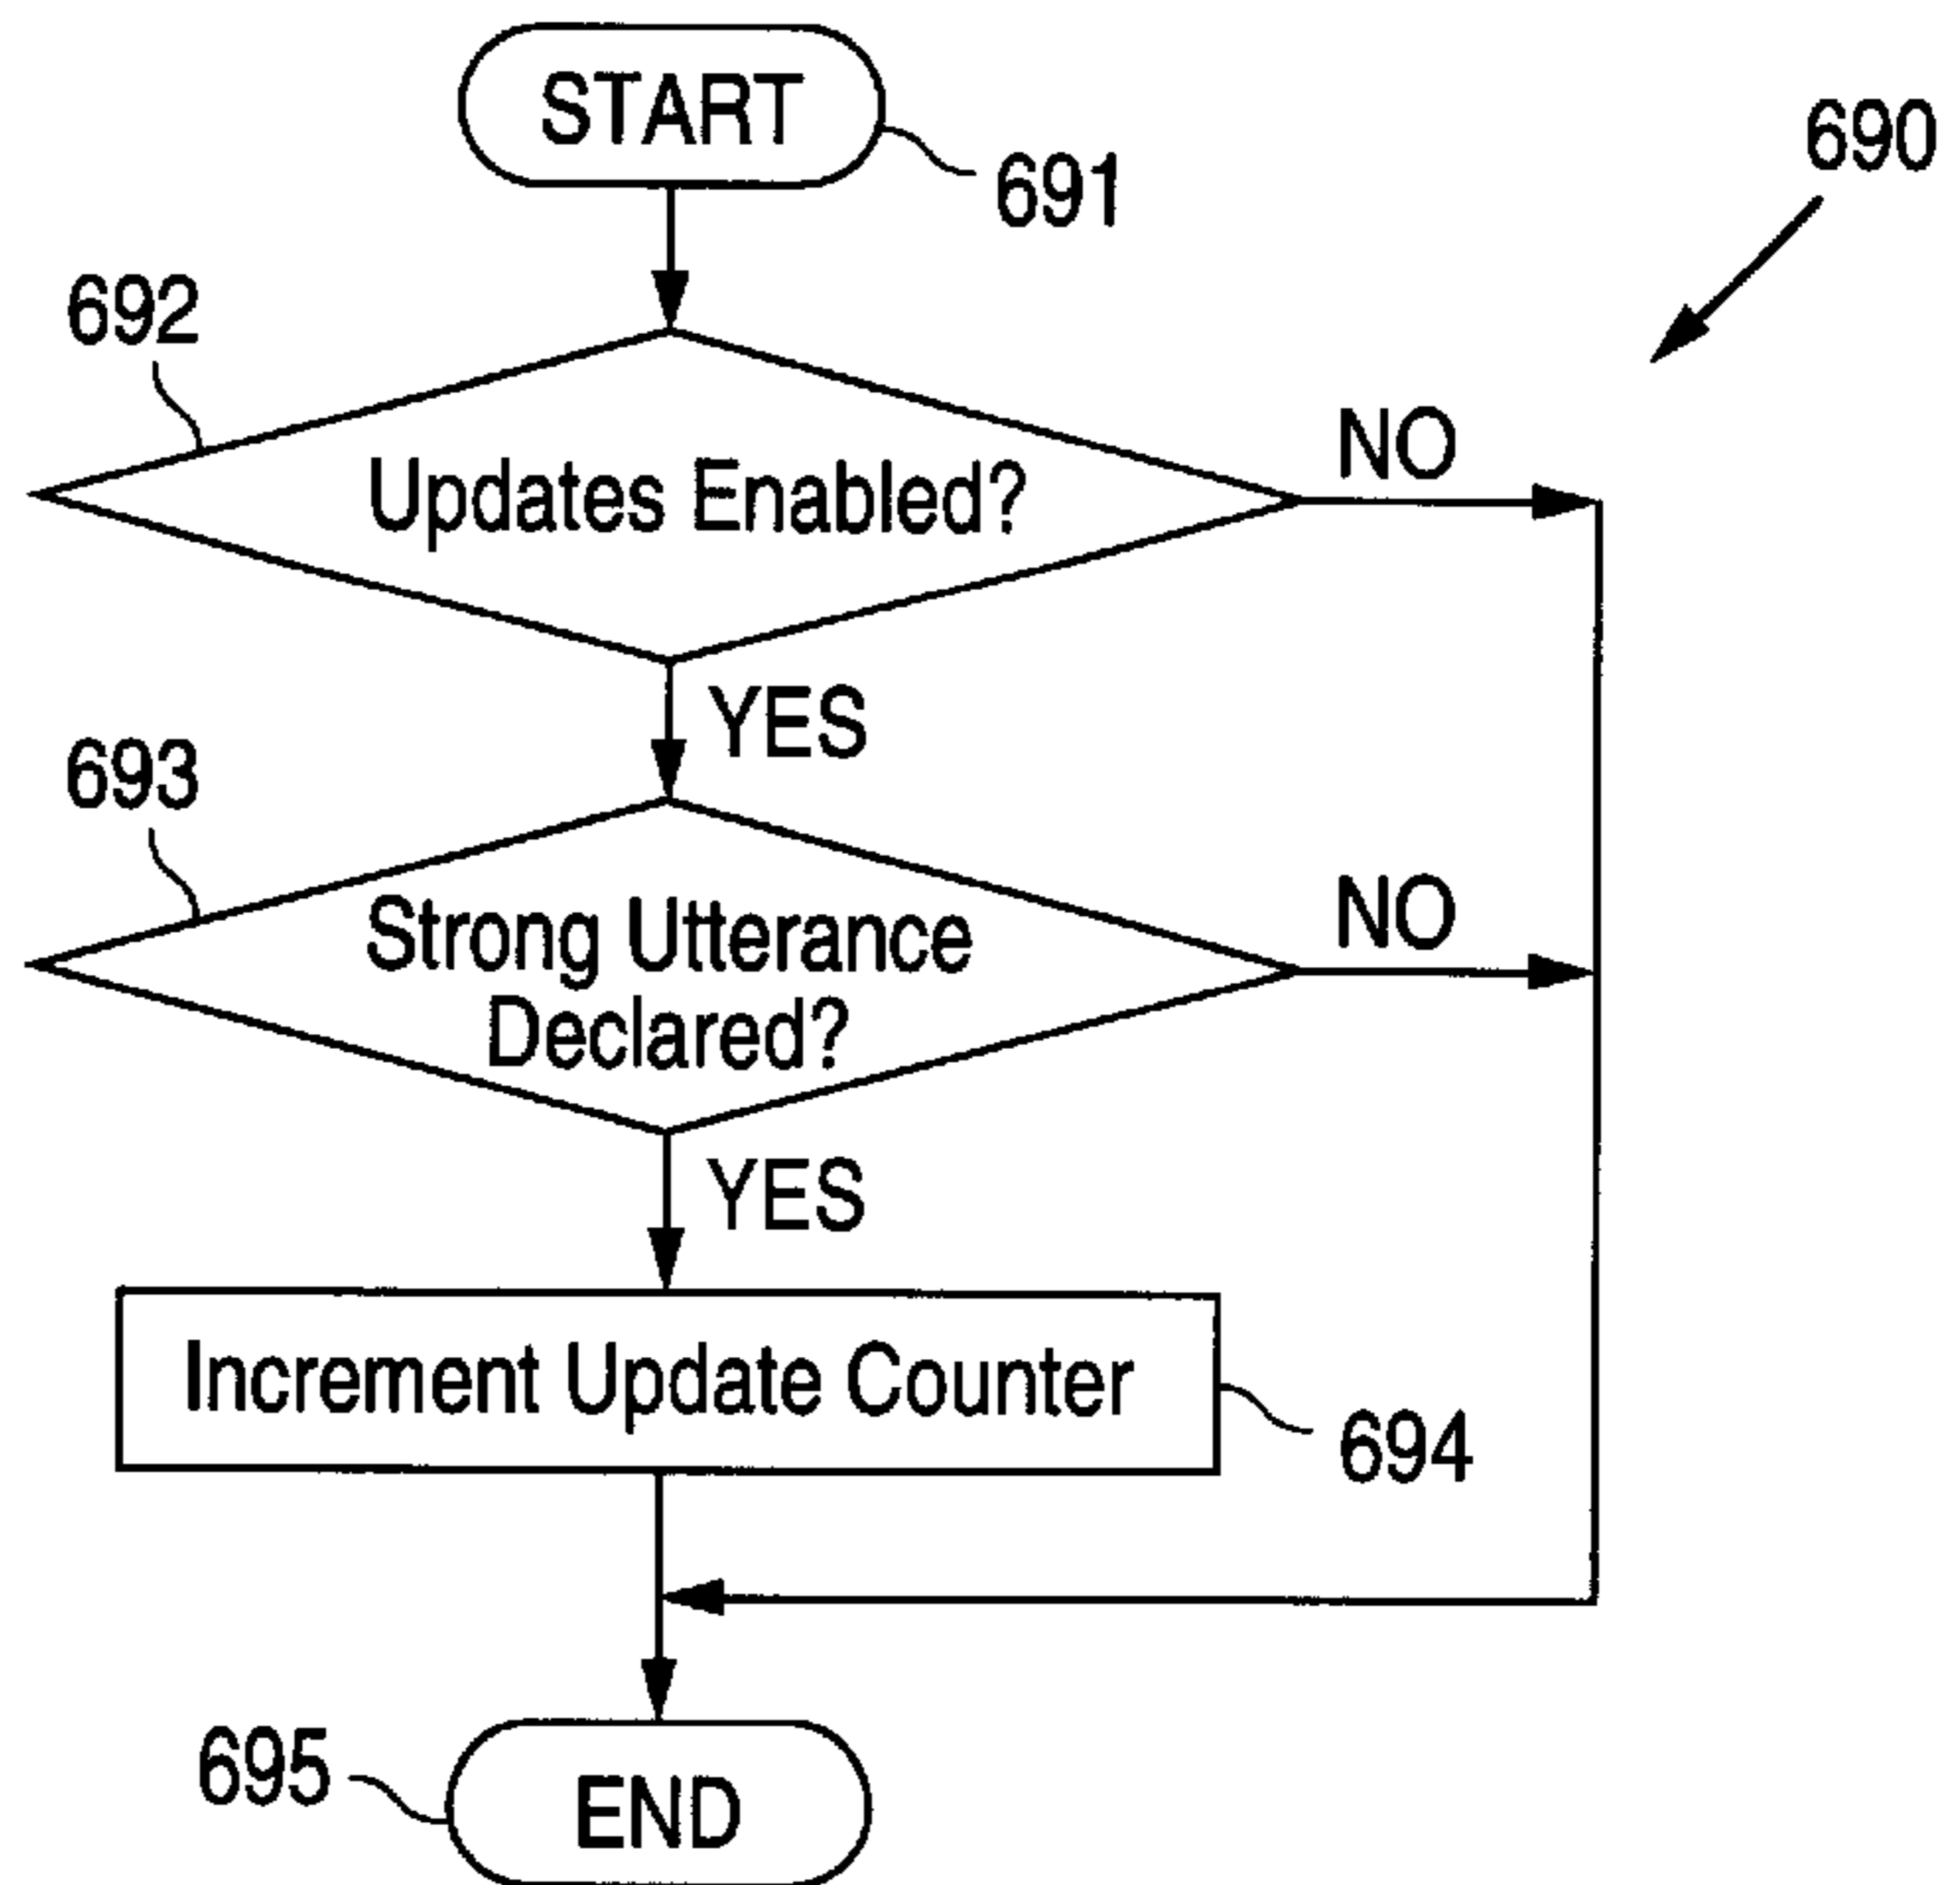 START
690
691
692
Updates Enabled?
NO
YES
693
Strong Utterance
Declared?
NO
YES
Increment Update Counter
694
695
END